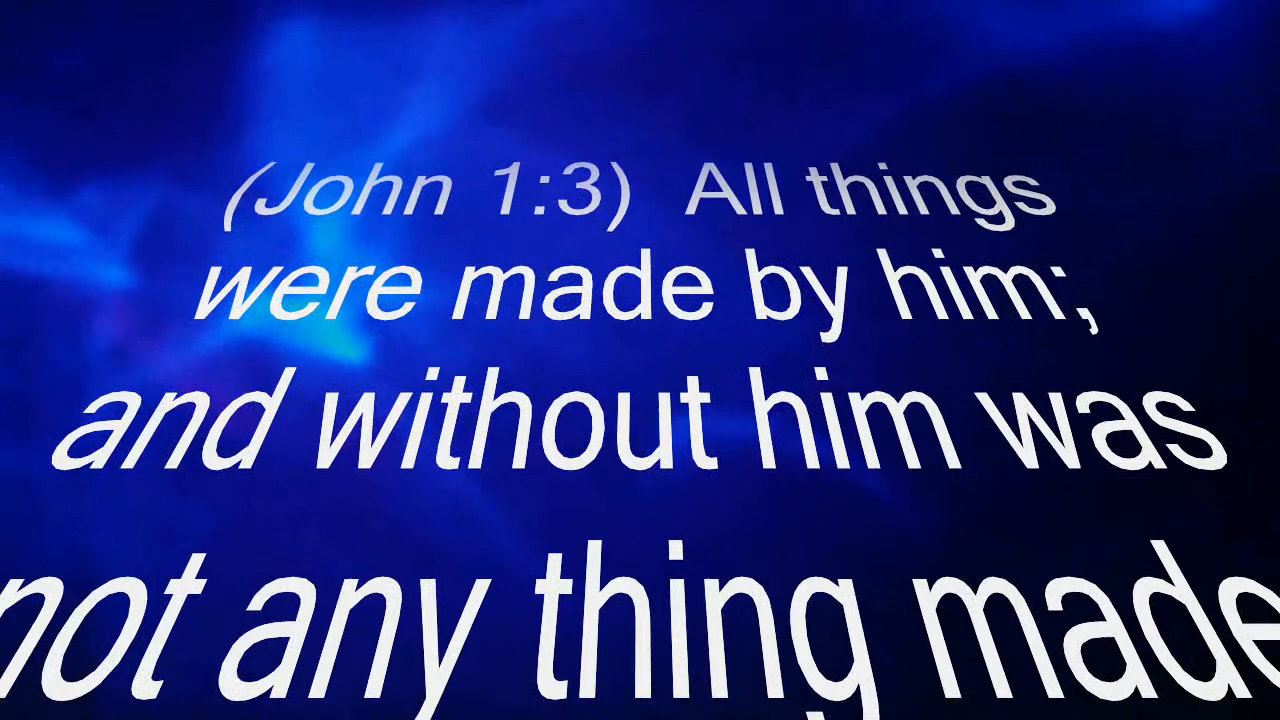 (John 1:3)  All things
were made by him;
and without him was
not any thing made